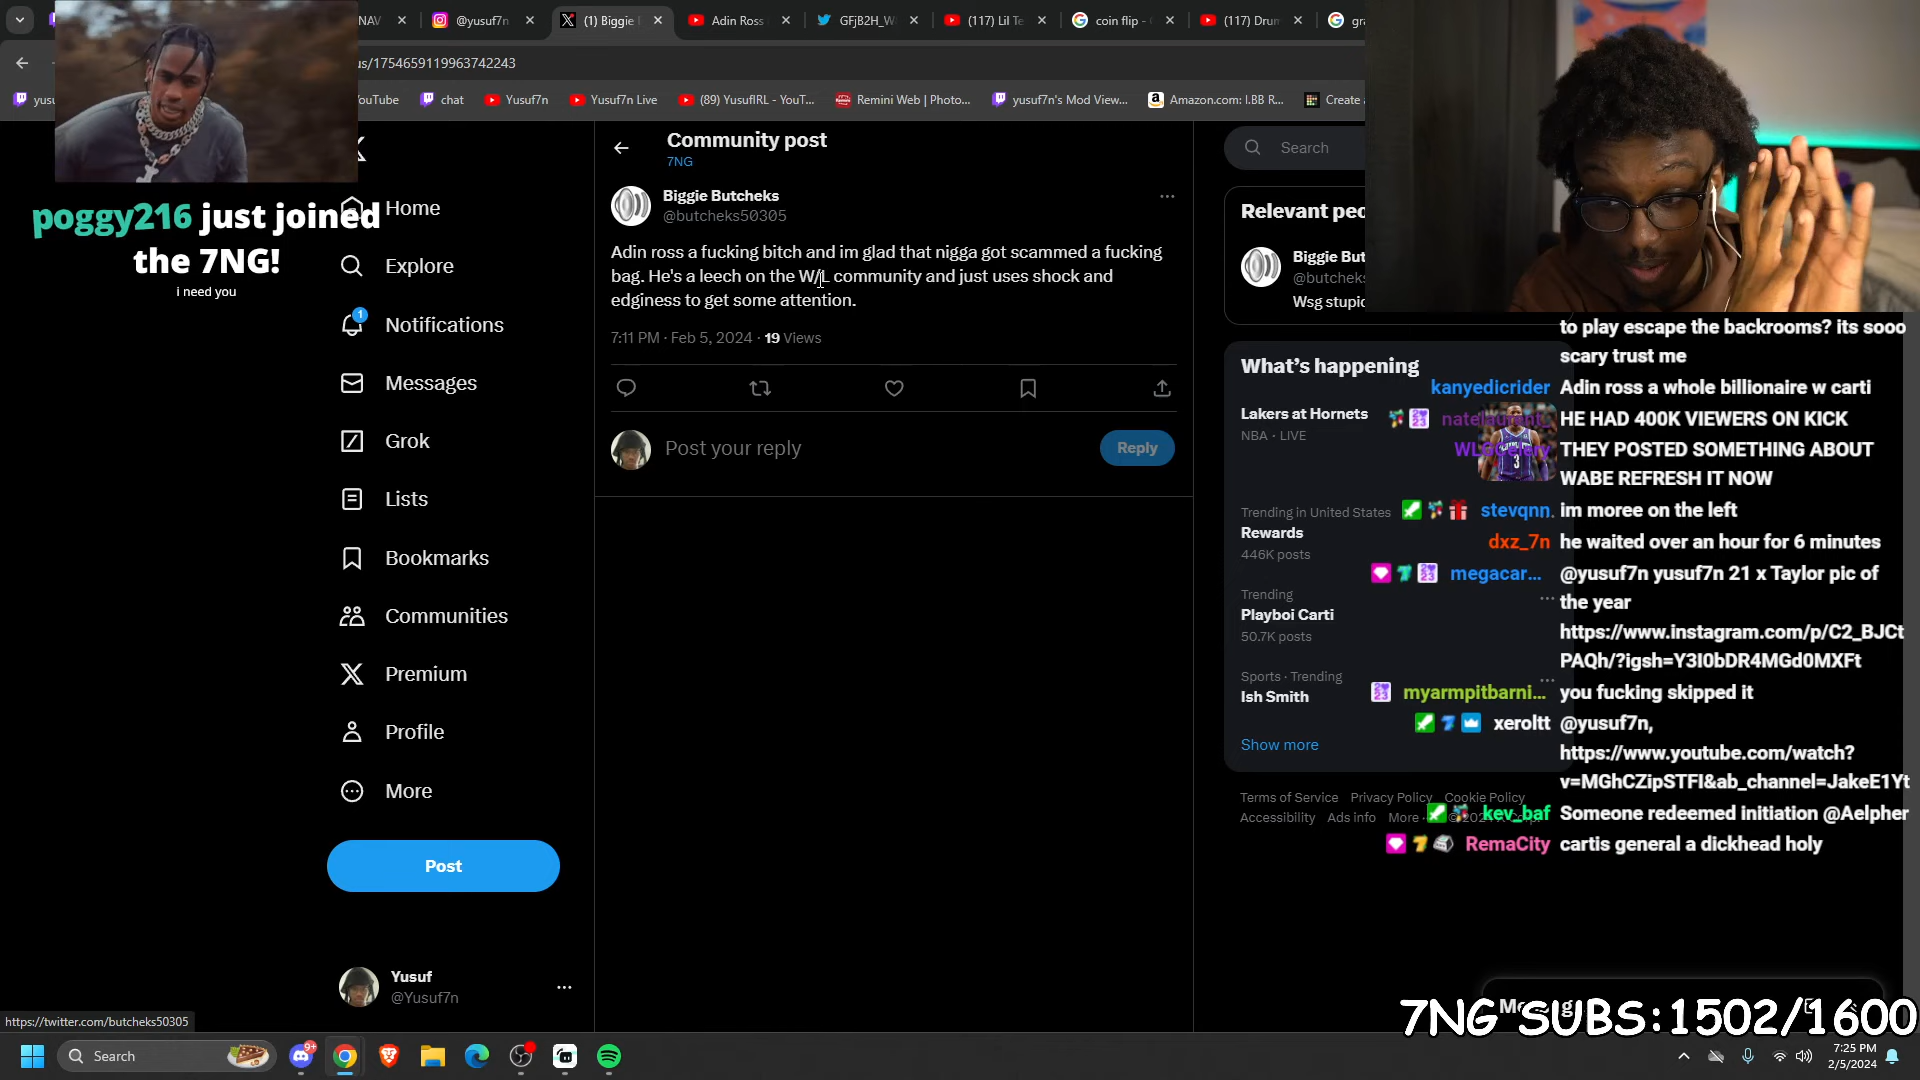 NAV
@yusuf7n
(1) Biggie
Adin Ross
GFjB2H_W
(117) Lil Te
coin flip -
(117) Dru
gra
us/1754659119963742243
yusu
YouTube
chat
Yusuf7n
Yusuf7n Live
(89) YusufIRL - YouT...
Remini Web | Photo...
yusuf7n's Mod View...
Amazon.com: I.BB R...
Create a
poggy216 just joined
the 7NG!
i need you
Home
Explore
1
Notifications
Messages
Grok
Lists
Bookmarks
Communities
Premium
Profile
More
Post
Yusuf
@Yusuf7n
https://twitter.com/butcheks50305
Community post
7NG
Biggie Butcheks
@butcheks50305
Adin ross a fucking bitch and im glad that nigga got scammed a fucking
bag. He's a leech on the W/L community and just uses shock and
edginess to get some attention.
7:11 PM · Feb 5, 2024 · 19 Views
Post your reply
Reply
Search
Relevant peo
Biggie But
@butcheks
Wsg stupid
What's happening
Lakers at Hornets
NBA · LIVE
3
Trending in United States
Rewards
446K posts
Trending
Playboi Carti
50.7K posts
Sports · Trending
Ish Smith
Show more
Terms of Service Privacy Policy Cookie Policy
Accessibility Ads info More
to play escape the backrooms? its sooo
scary trust me
kanyedicrider Adin ross a whole billionaire w carti
HE HAD 400K VIEWERS ON KICK
THEY POSTED SOMETHING ABOUT
WABE REFRESH IT NOW
stevqnn. im moree on the left
dxz_7n he waited over an hour for 6 minutes
megacar... @yusuf7n yusuf7n 21 x Taylor pic of
the year
https://www.instagram.com/p/C2_BJCt
PAQh/?igsh=Y3I0bDR4MGd0MXFt
myarmpitbarni... you fucking skipped it
xeroltt @yusuf7n,
https://www.youtube.com/watch?
v=MGhCZipSTFI&ab_channel=JakeE1Yt
kev_baf Someone redeemed initiation @Aelpher
RemaCity cartis general a dickhead holy
7NG SUBS:1502/1600
Search
9+
7:25 PM
2/5/2024